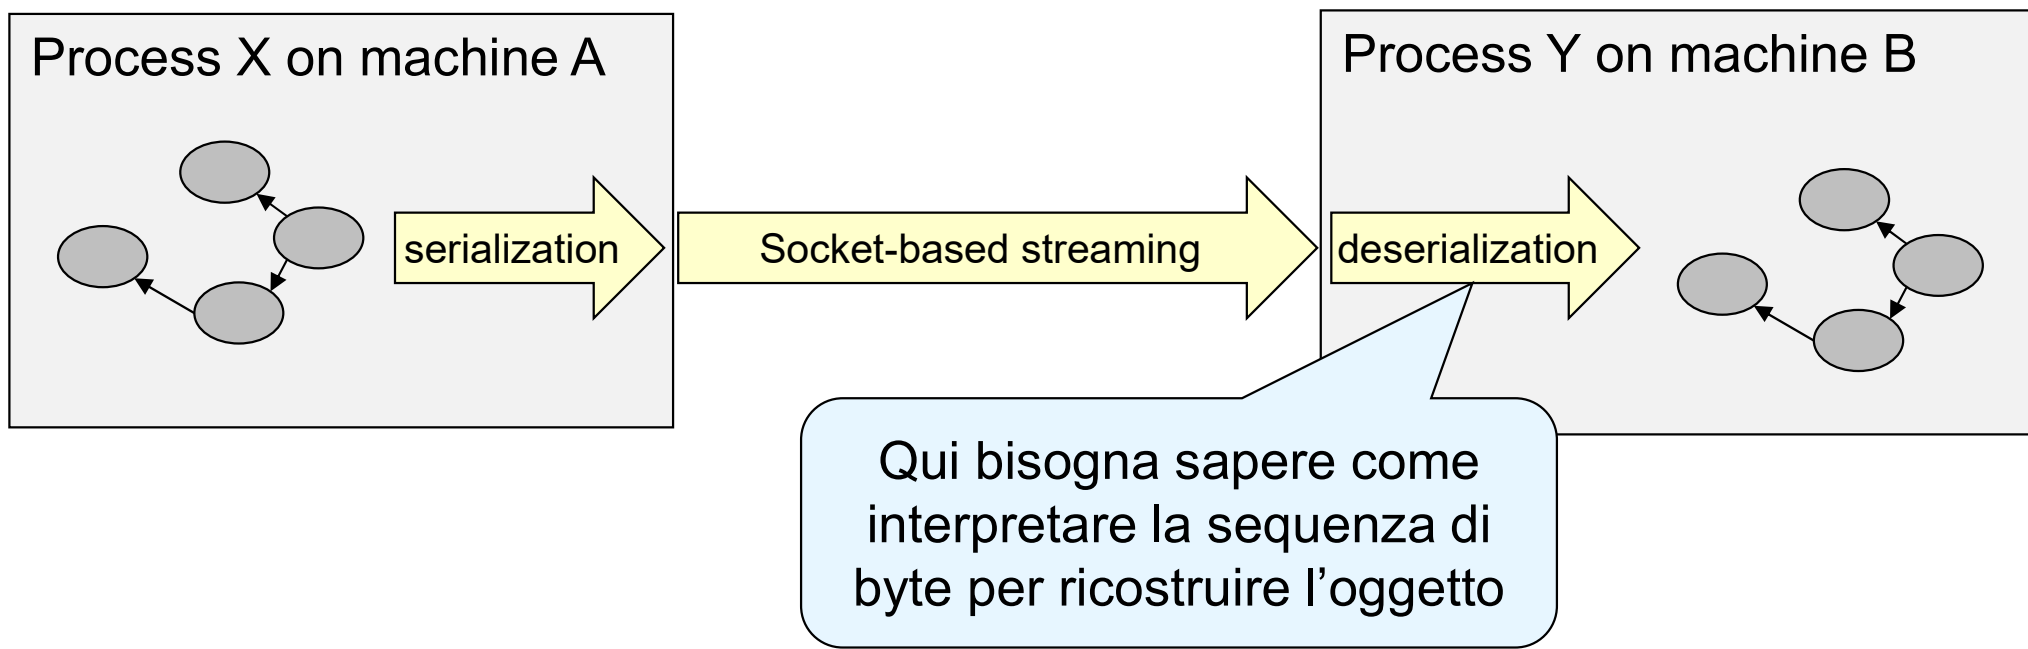 Process X on machine A
Process Y on machine B
serialization
Socket-based streaming
deserialization
Qui bisogna sapere come
interpretare la sequenza di
byte per ricostruire l’oggetto